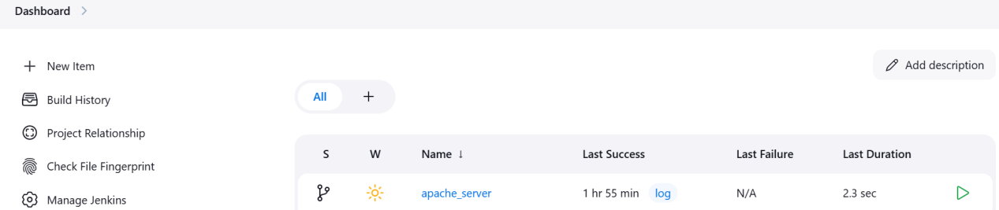 Dashboard
New Item
Build History
Project Relationship
Check File Fingerprint
Manage Jenkins
Add description
All
S W Name ↓ Last Success Last Failure Last Duration
apache_server 1 hr 55 min log N/A 2.3 sec